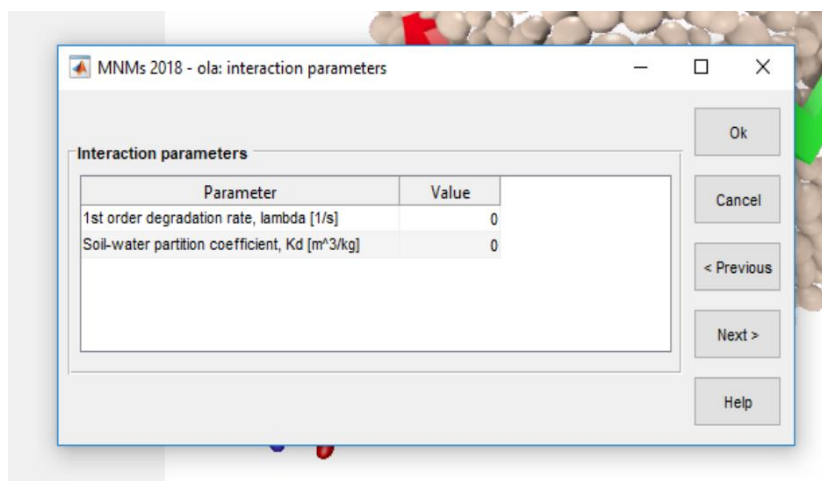 MNMs 2018 - ola: interaction parameters
Ok
Interaction parameters
Parameter Value
Cancel
1st order degradation rate, lambda [1/s] 0
Soil-water partition coefficient, Kd [m^3/kg] 0
< Previous
Next >
Help